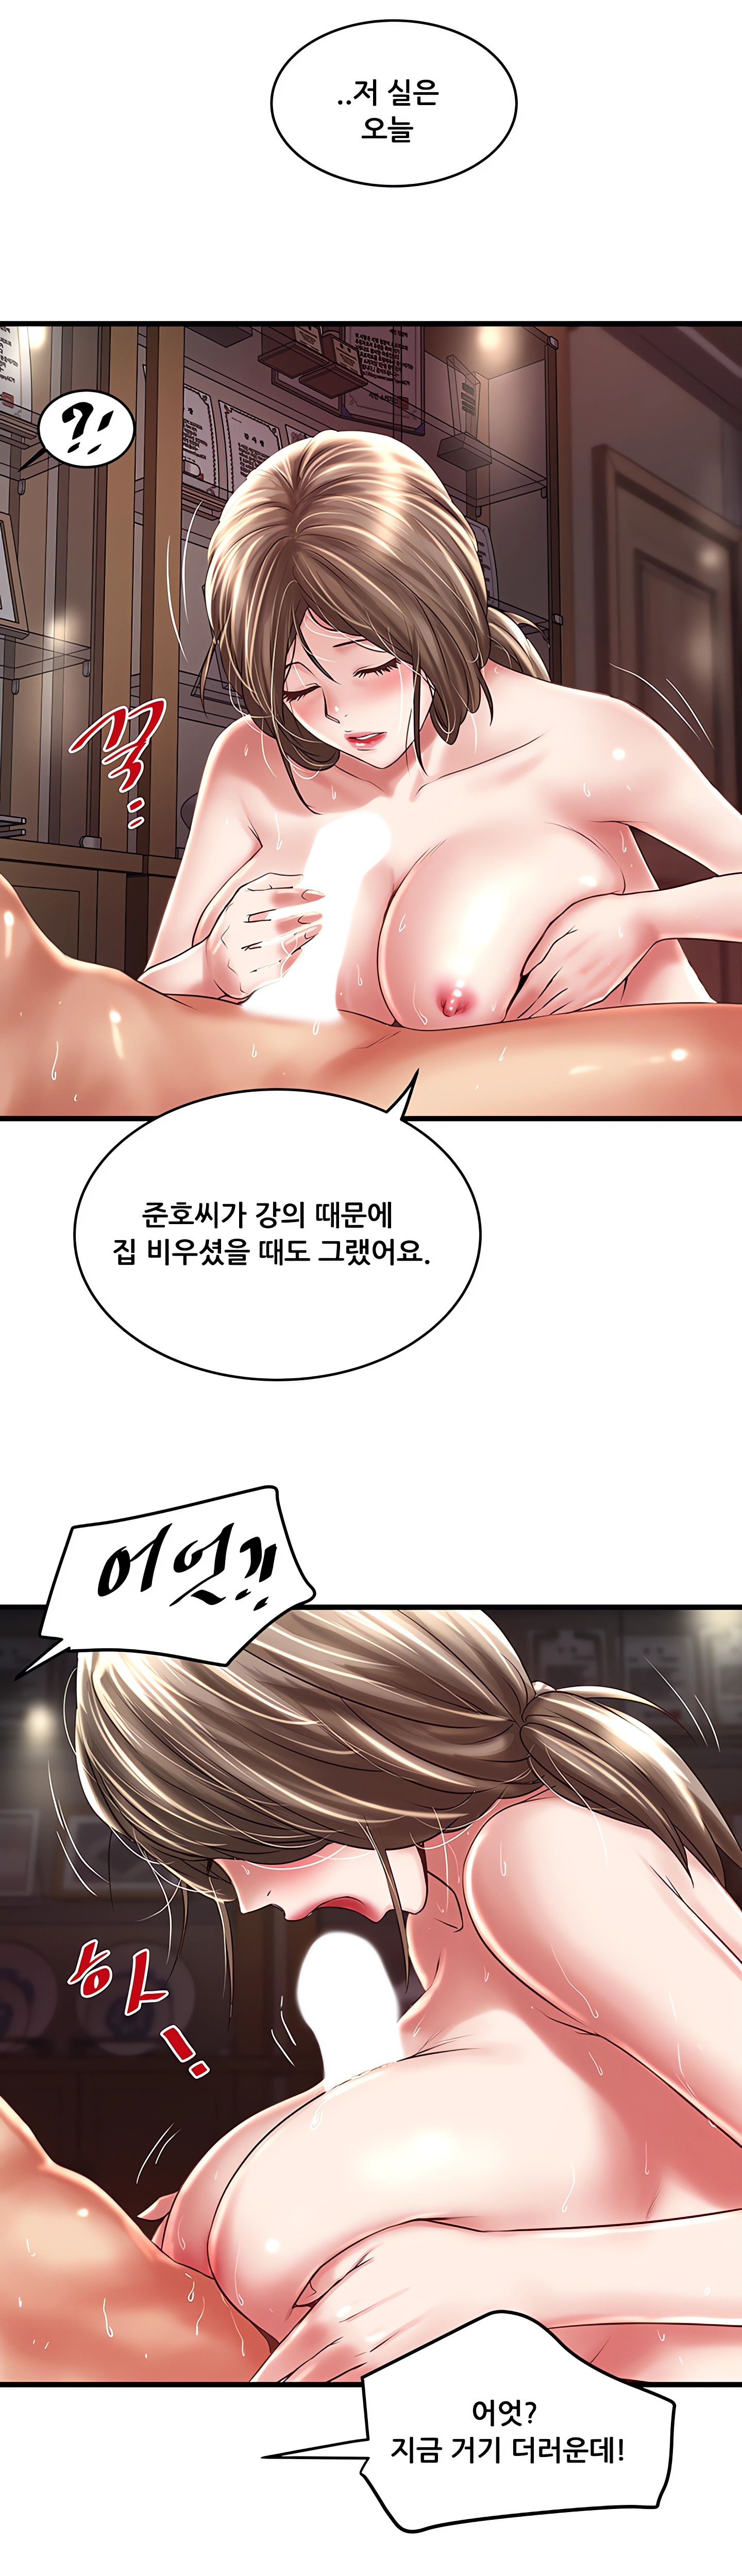 ..저 실은
오늘
?!
꾹
준호씨가 강의 때문에
집 비우셨을 때도 그랬어요.
어엇?!
하
어엇?
지금 거기 더러운데!